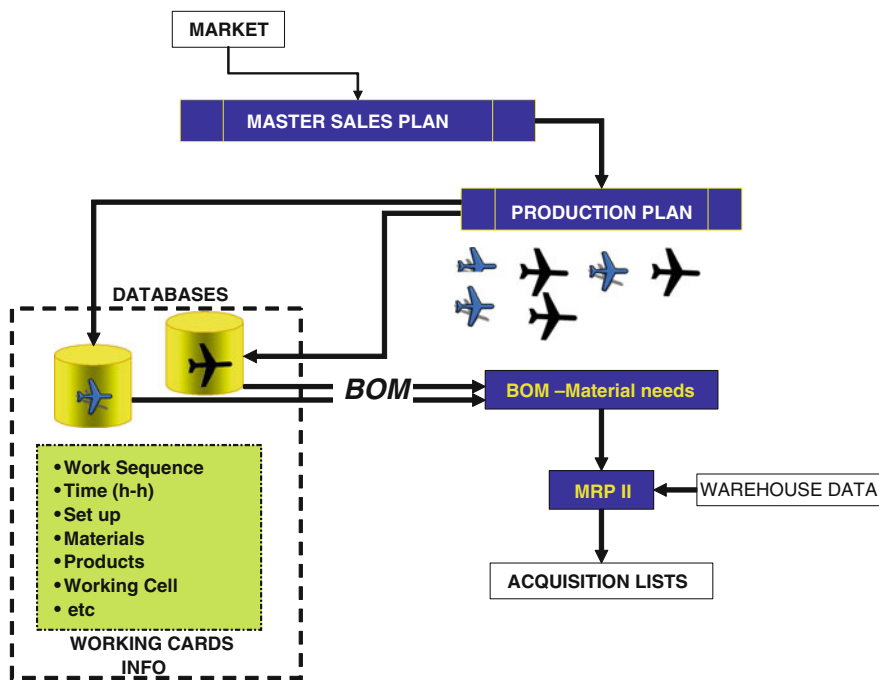 MARKET
MASTER SALES PLAN
PRODUCTION PLAN
DATABASES
BOM
BOM –Material needs
• Work Sequence
• Time (h-h)
• Set up
• Materials
• Products
• Working Cell
• etc
MRP II
WAREHOUSE DATA
ACQUISITION LISTS
WORKING CARDS
INFO